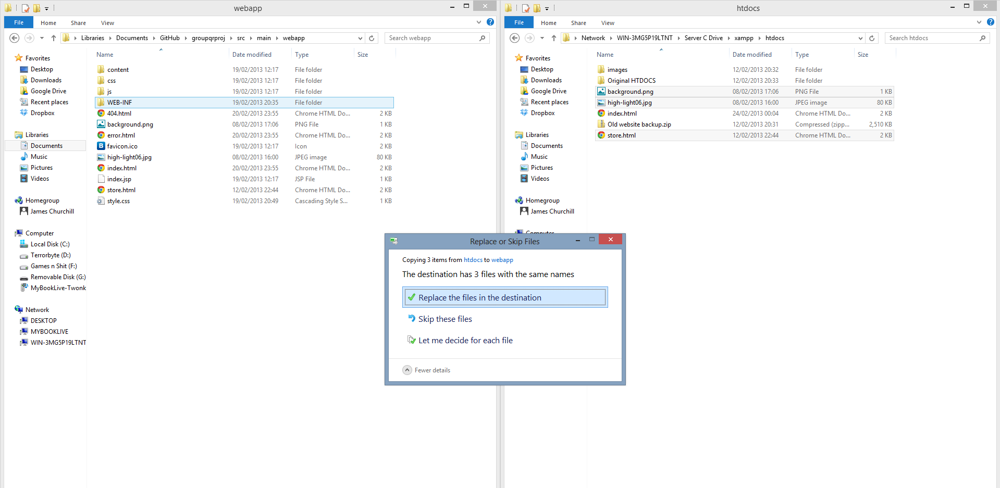 webapp
File Home Share View
Libraries Documents GitHub groupqrproj src main webapp Search webapp
Favorites
Desktop
Downloads
Google Drive
Recent places
Dropbox
Libraries
Documents
Music
Pictures
Videos
Homegroup
James Churchill
Computer
Local Disk (C:)
Terrorbyte (D:)
Games n Shit (F:)
Removable Disk (G:)
MyBookLive-Twonk
Network
DESKTOP
MYBOOKLIVE
WIN-3MG5P19LTNT
Name Date modified Type Size
content 19/02/2013 12:17 File folder
css 19/02/2013 12:17 File folder
js 19/02/2013 12:17 File folder
WEB-INF 19/02/2013 20:35 File folder
404.html 20/02/2013 23:55 Chrome HTML Do... 2 KB
background.png 08/02/2013 17:06 PNG File 1 KB
error.html 20/02/2013 23:55 Chrome HTML Do... 2 KB
favicon.ico 19/02/2013 12:17 Icon 2 KB
high-light06.jpg 08/02/2013 16:00 JPEG image 80 KB
index.html 20/02/2013 23:55 Chrome HTML Do... 2 KB
index.jsp 19/02/2013 12:17 JSP File 1 KB
store.html 12/02/2013 22:44 Chrome HTML Do... 2 KB
style.css 19/02/2013 20:49 Cascading Style S... 1 KB
htdocs
File Home Share View
Network WIN-3MG5P19LTNT Server C Drive xampp htdocs Search htdocs
Favorites
Desktop
Downloads
Google Drive
Recent places
Dropbox
Libraries
Documents
Music
Pictures
Videos
Homegroup
James Churchill
Computer
Name Date modified Type Size
images 12/02/2013 20:32 File folder
Original HTDOCS 12/02/2013 20:33 File folder
background.png 08/02/2013 17:06 PNG File 1 KB
high-light06.jpg 08/02/2013 16:00 JPEG image 80 KB
index.html 24/02/2013 00:04 Chrome HTML Do... 2 KB
Old website backup.zip 12/02/2013 20:31 Compressed (zipp... 2,510 KB
store.html 12/02/2013 22:44 Chrome HTML Do... 2 KB
Replace or Skip Files
Copying 3 items from htdocs to webapp
The destination has 3 files with the same names
Replace the files in the destination
Skip these files
Let me decide for each file
Fewer details